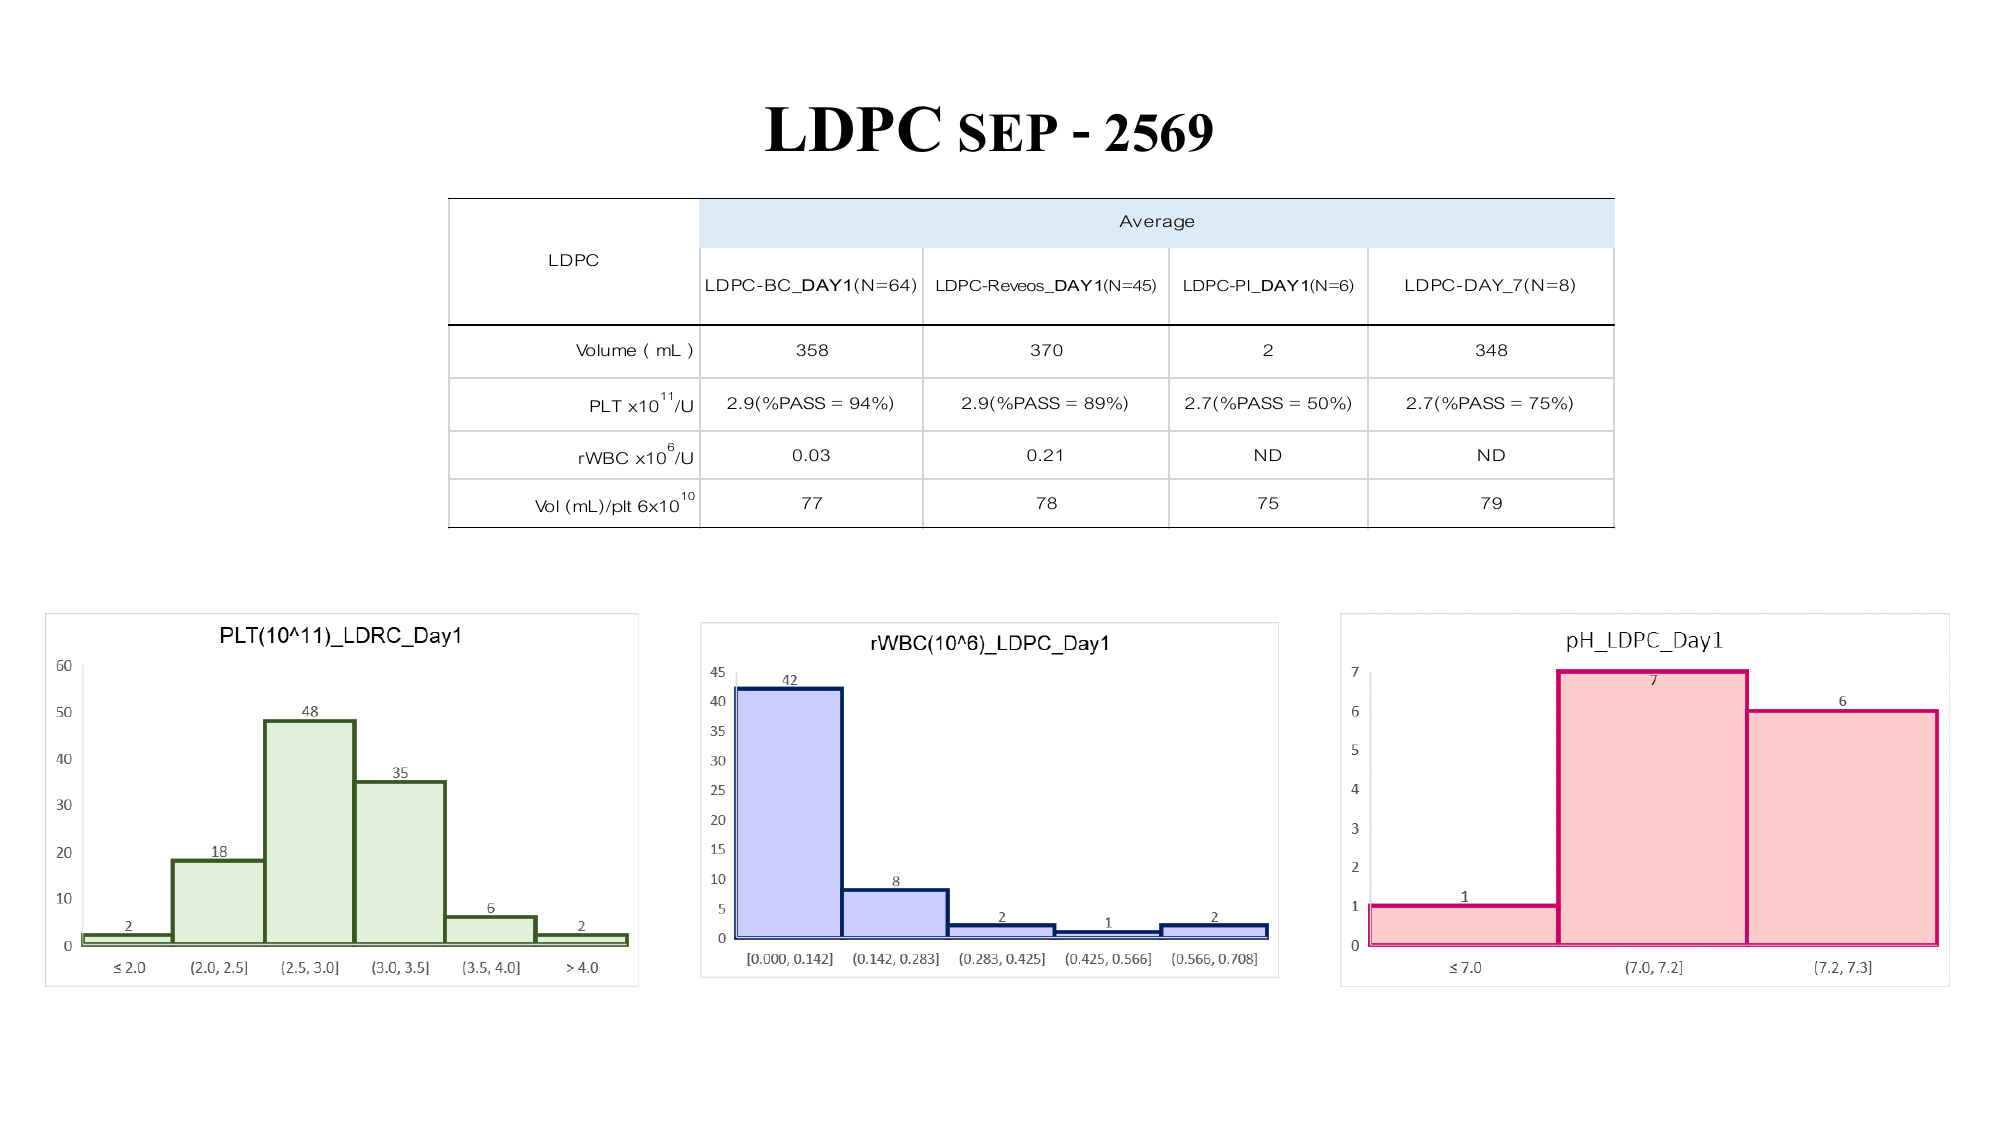 LDPC SEP - 2569
LDPC
Average
LDPC-BC_DAY1(N=64) LDPC-Reveos_DAY1(N=45) LDPC-PI_DAY1(N=6) LDPC-DAY_7(N=8)
Volume ( mL ) 358 370 2 348
PLT x10^11/U 2.9(%PASS = 94%) 2.9(%PASS = 89%) 2.7(%PASS = 50%) 2.7(%PASS = 75%)
rWBC x10^6/U 0.03 0.21 ND ND
Vol (mL)/plt 6x10^10 77 78 75 79
PLT(10^11)_LDRC_Day1
60
50
40
30
20
10
0
2 18 48 35 6 2
≤ 2.0 (2.0, 2.5] (2.5, 3.0] (3.0, 3.5] (3.5, 4.0] > 4.0
rWBC(10^6)_LDPC_Day1
45
40
35
30
25
20
15
10
5
0
42 8 2 1 2
[0.000, 0.142] (0.142, 0.283] (0.283, 0.425] (0.425, 0.566] (0.566, 0.708]
pH_LDPC_Day1
7
6
5
4
3
2
1
0
1 7 6
≤ 7.0 (7.0, 7.2] (7.2, 7.3]